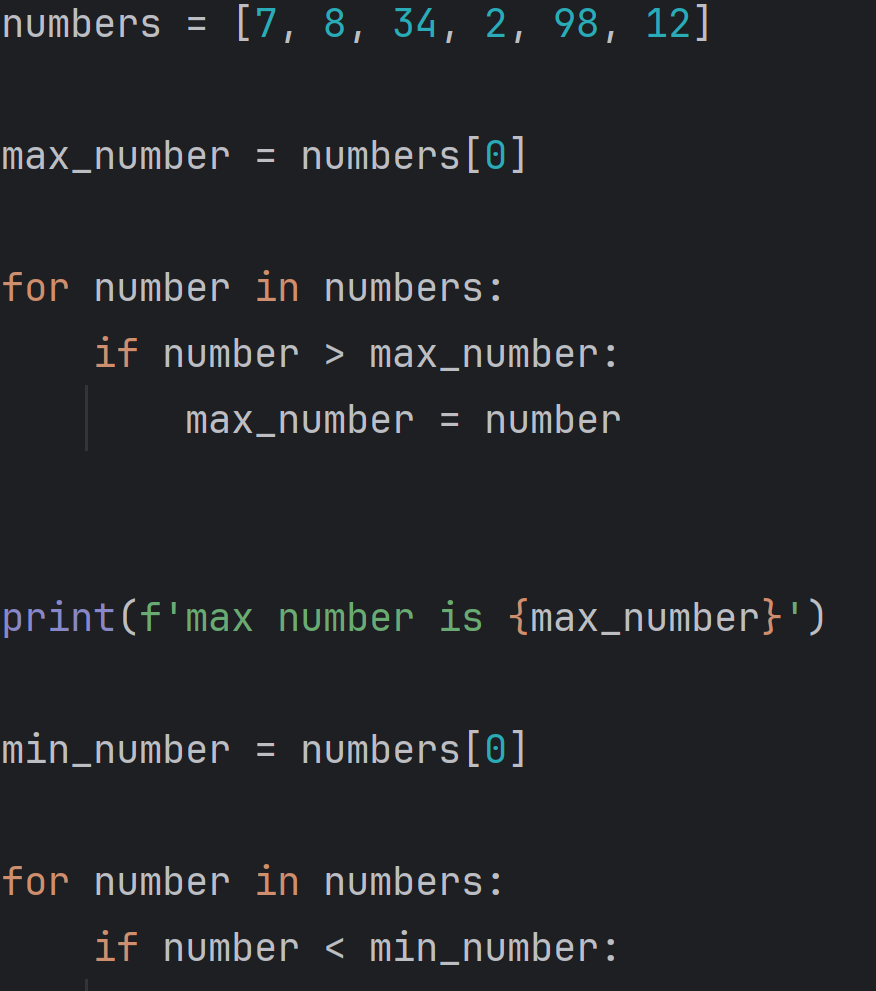 numbers = [7, 8, 34, 2, 98, 12]
max_number = numbers[0]
for number in numbers:
    if number > max_number:
        max_number = number
print(f'max number is {max_number}')
min_number = numbers[0]
for number in numbers:
    if number < min_number: